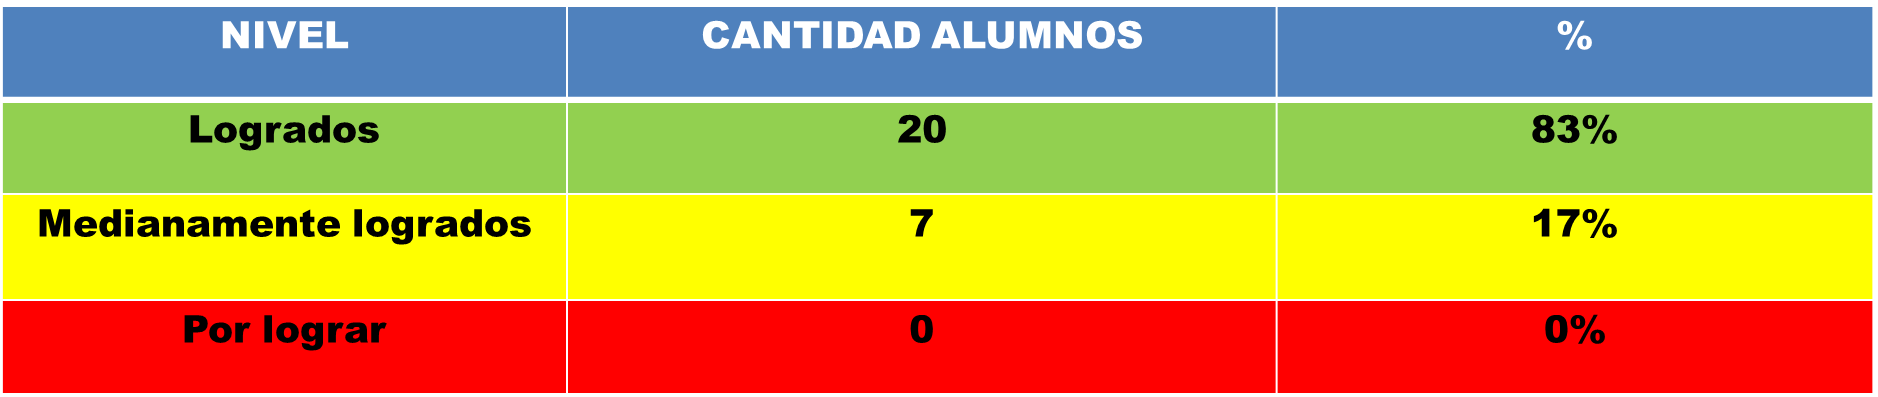 NIVEL CANTIDAD ALUMNOS %
Logrados 20 83%
Medianamente logrados 7 17%
Por lograr 0 0%